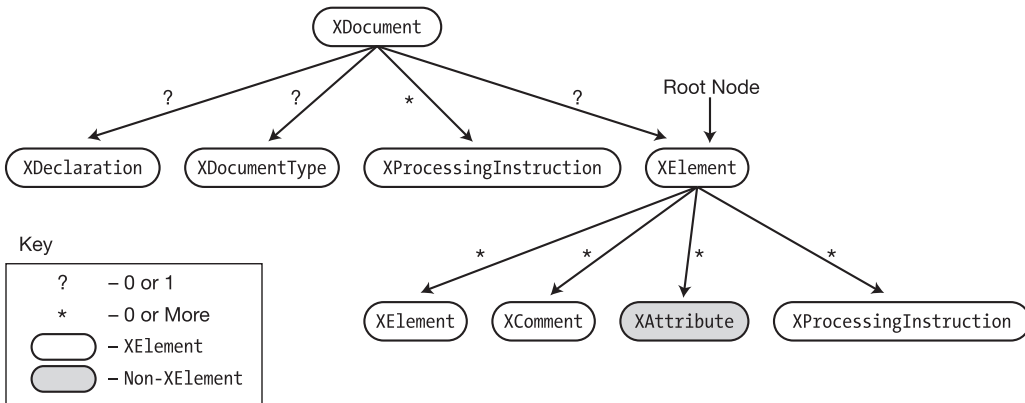 XDocument
? ? * ?
Root Node
XDeclaration XDocumentType XProcessingInstruction XElement
* * * *
XElement XComment XAttribute XProcessingInstruction
Key
? – 0 or 1
* – 0 or More
– XElement
– Non-XElement